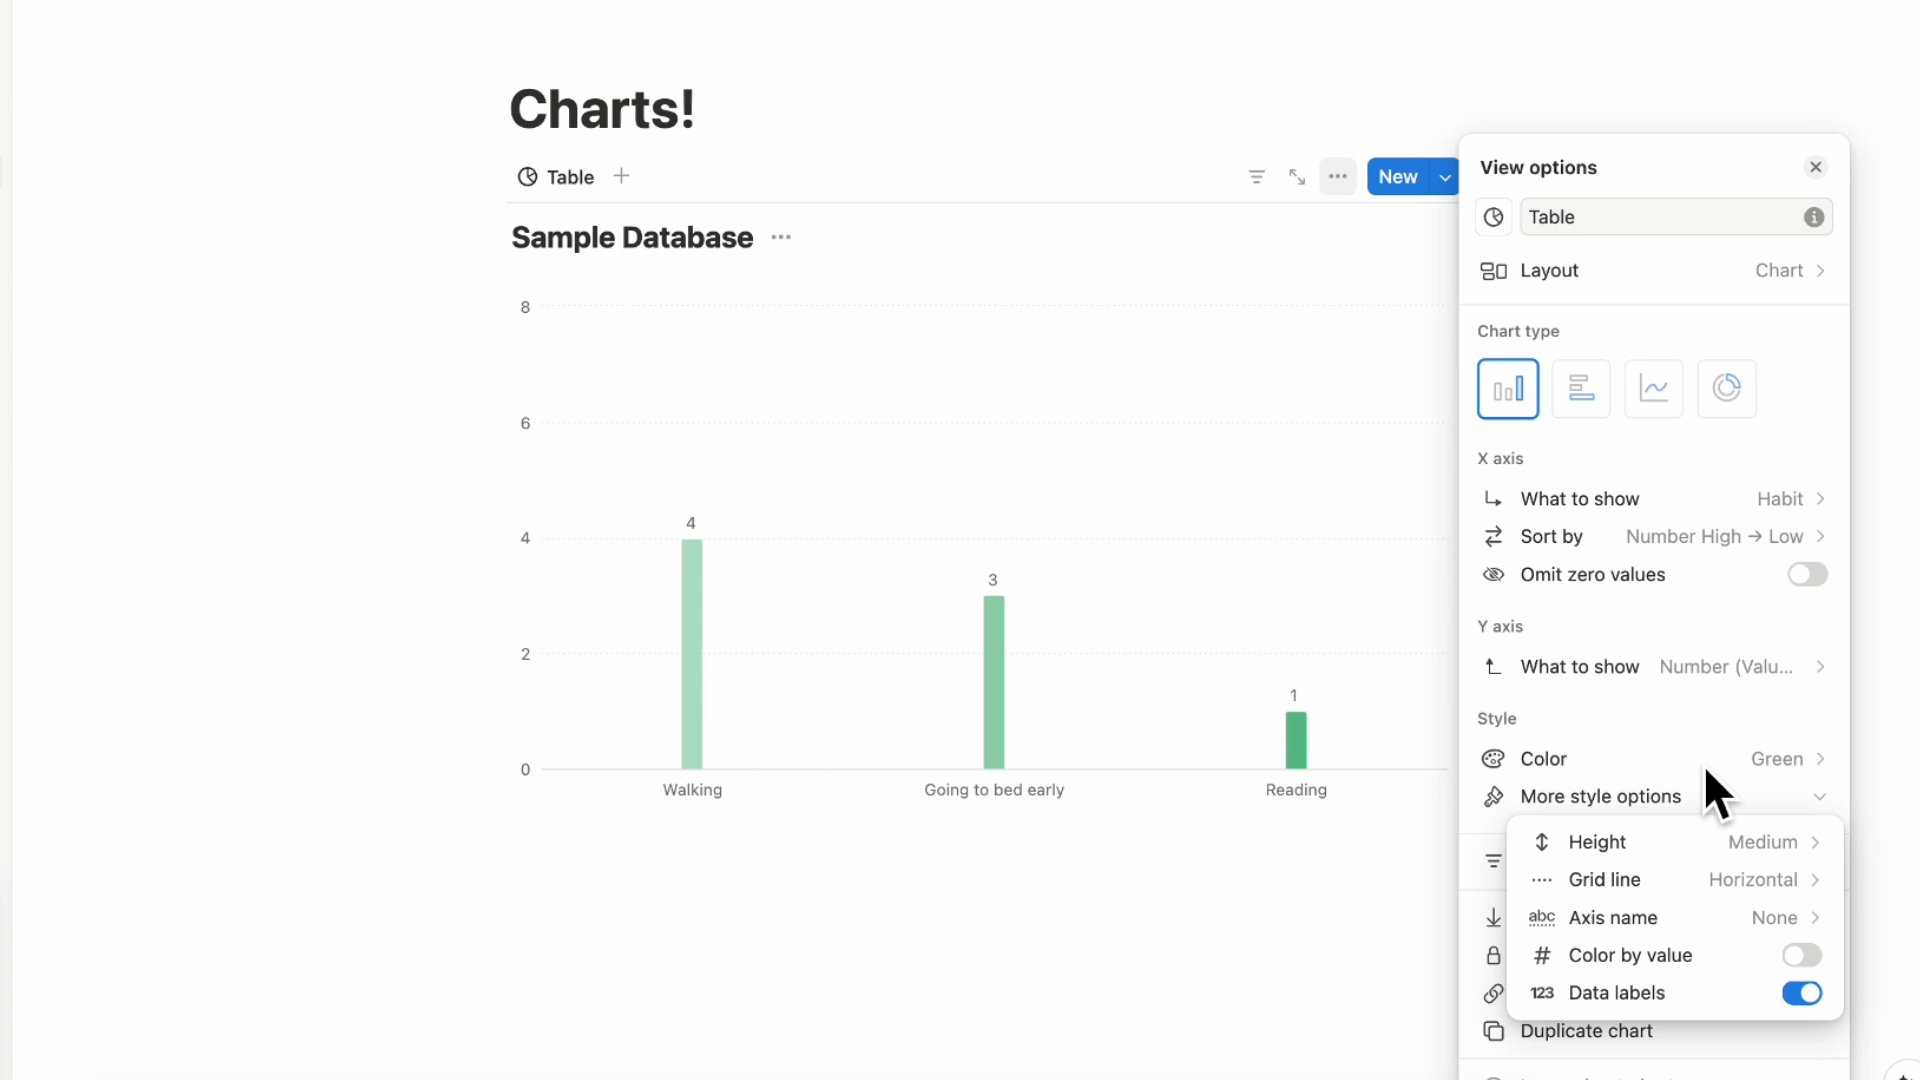 Charts!
Table
New
Sample Database
8
6
4
2
0
4
3
1
Walking
Going to bed early
Reading
View options
Table
Layout Chart
Chart type
X axis
What to show Habit
Sort by Number High → Low
Omit zero values
Y axis
What to show Number (Valu...
Style
Color Green
More style options
Height Medium
Grid line Horizontal
abc Axis name None
# Color by value
123 Data labels
Duplicate chart